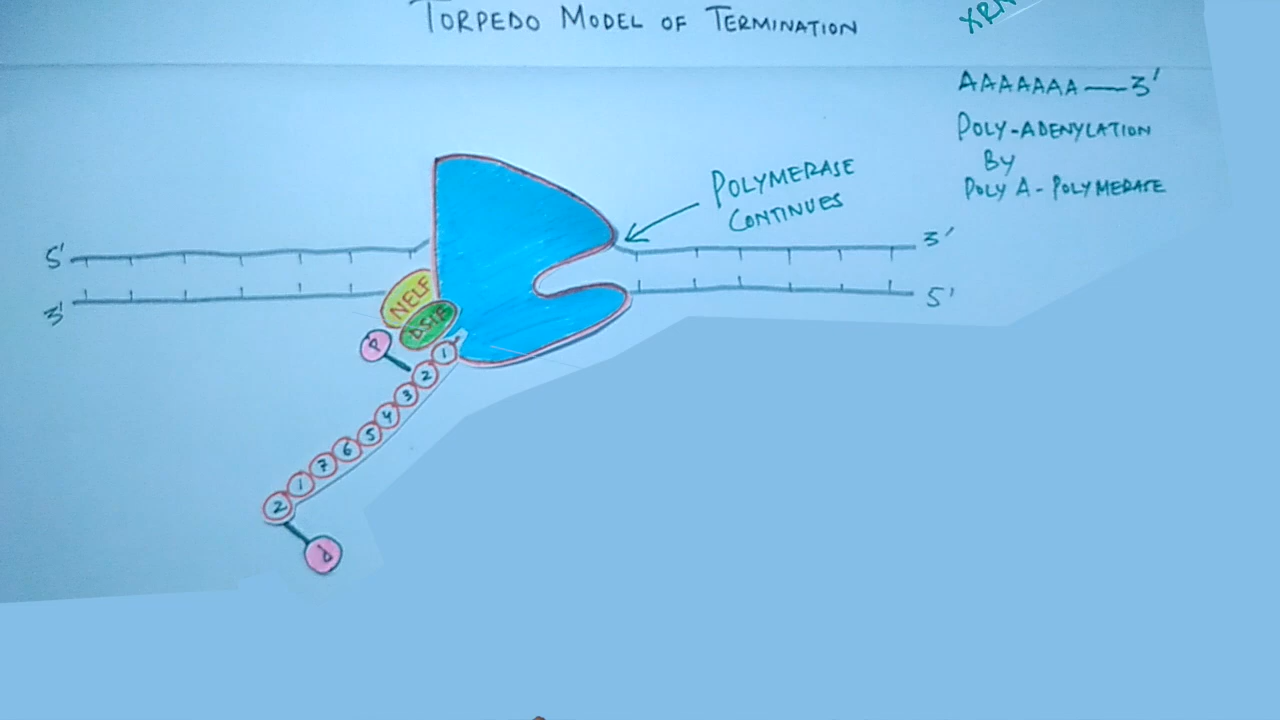 TORPEDO MODEL OF TERMINATION
XRN
AAAAAAA—3'
POLY-ADENYLATION
BY
POLY A-POLYMERASE
POLYMERASE
CONTINUES
5'
3'
3'
5'
NELF
DSIF
P
1
2
3
4
5
6
7
1
2
P